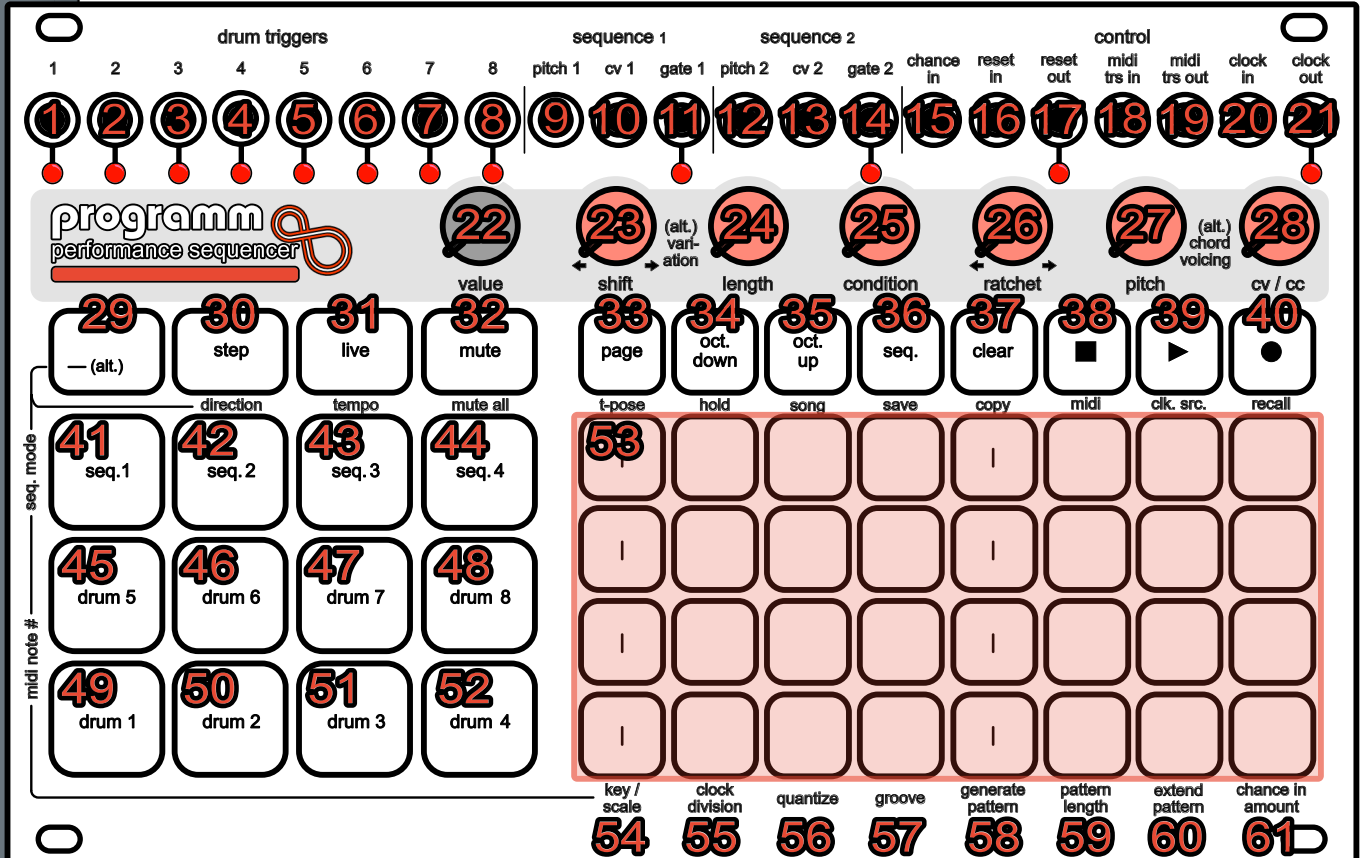 drum triggers sequence 1 sequence 2 control
1 2 3 4 5 6 7 8 pitch 1 cv 1 gate 1 pitch 2 cv 2 gate 2 chance in reset in reset out midi trs in midi trs out clock in clock out
1 2 3 4 5 6 7 8 9 10 11 12 13 14 15 16 17 18 19 20 21
programm
performance sequencer
22 23 24 25 26 27 28
(alt.) vari-ation
(alt.) chord voicing
value shift length condition ratchet pitch cv / cc
29 30 31 32 33 34 35 36 37 38 39 40
— (alt.) step live mute page oct. down oct. up seq. clear
direction tempo mute all t-pose hold song save copy midi clk. src. recall
41 42 43 44 53
seq.1 seq.2 seq.3 seq.4
seq. mode
45 46 47 48
drum 5 drum 6 drum 7 drum 8
midi note #
49 50 51 52
drum 1 drum 2 drum 3 drum 4
key / scale clock division quantize groove generate pattern pattern length extend pattern chance in amount
54 55 56 57 58 59 60 61